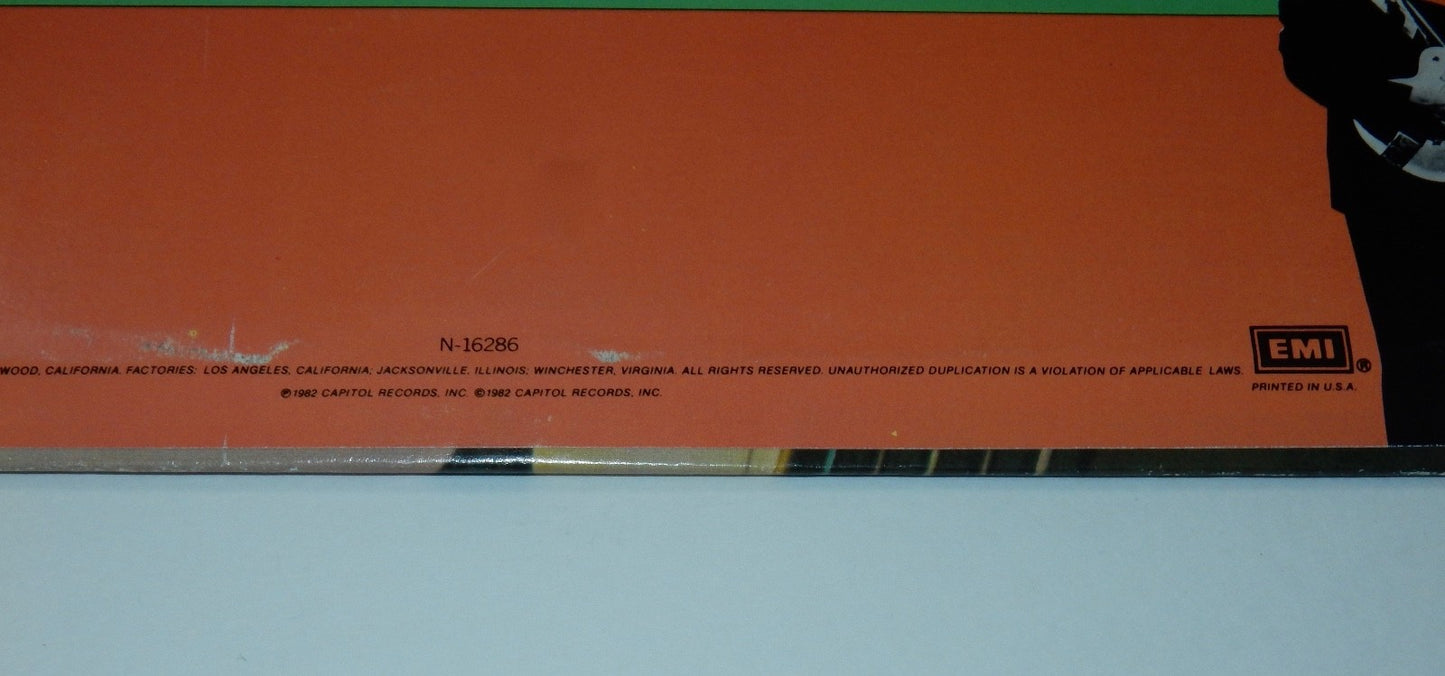 N-16286
WOOD, CALIFORNIA. FACTORIES: LOS ANGELES, CALIFORNIA; JACKSONVILLE, ILLINOIS; WINCHESTER, VIRGINIA. ALL RIGHTS RESERVED. UNAUTHORIZED DUPLICATION IS A VIOLATION OF APPLICABLE LAWS.
℗1982 CAPITOL RECORDS, INC. ©1982 CAPITOL RECORDS, INC.
EMI ®
PRINTED IN U.S.A.